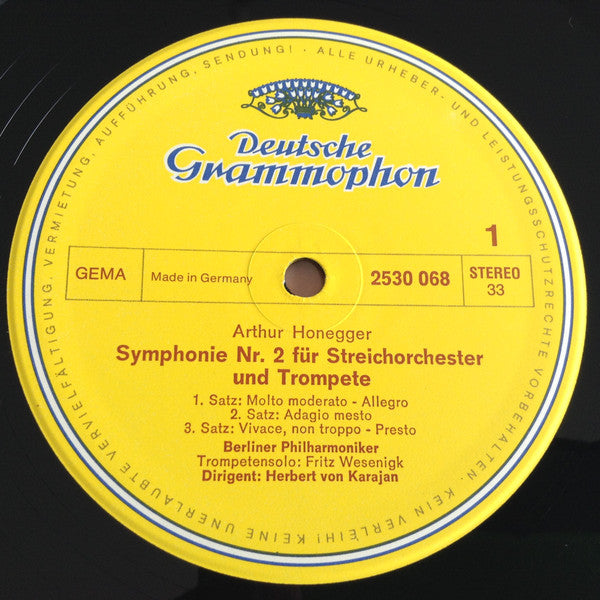 ALLE URHEBER- UND LEISTUNGSSCHUTZRECHTE VORBEHALTEN · KEIN VERLEIH! KEINE UNERLAUBTE VERVIELFÄLTIGUNG, VERMIETUNG, AUFFÜHRUNG, SENDUNG! ·
Deutsche
Grammophon
1
GEMA
Made in Germany
2530 068
STEREO
33
Arthur Honegger
Symphonie Nr. 2 für Streichorchester
und Trompete
1. Satz: Molto moderato - Allegro
2. Satz: Adagio mesto
3. Satz: Vivace, non troppo - Presto
Berliner Philharmoniker
Trompetensolo: Fritz Wesenigk
Dirigent: Herbert von Karajan